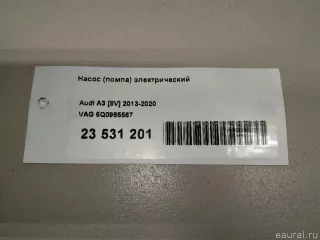 Насос (помпа) электрический
Audi A3 [8V] 2013-2020
VAG 5Q0965567
23 531 201
eaural.ru